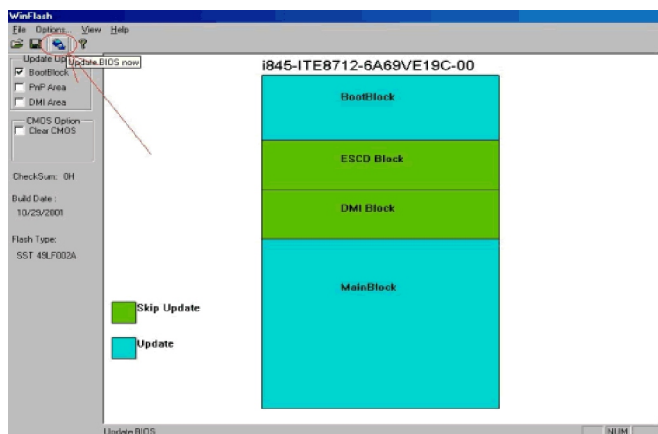 WinFlash
File Options... View Help
Update BIOS now
BootBlock
PnP Area
DMI Area
CMOS Option
Clear CMOS
CheckSum: 0H
Build Date :
10/29/2001
Flash Type:
SST 49LF002A
i845-ITE8712-6A69VE19C-00
BootBlock
ESCD Block
DMI Block
MainBlock
Skip Update
Update
Update BIOS
NUM